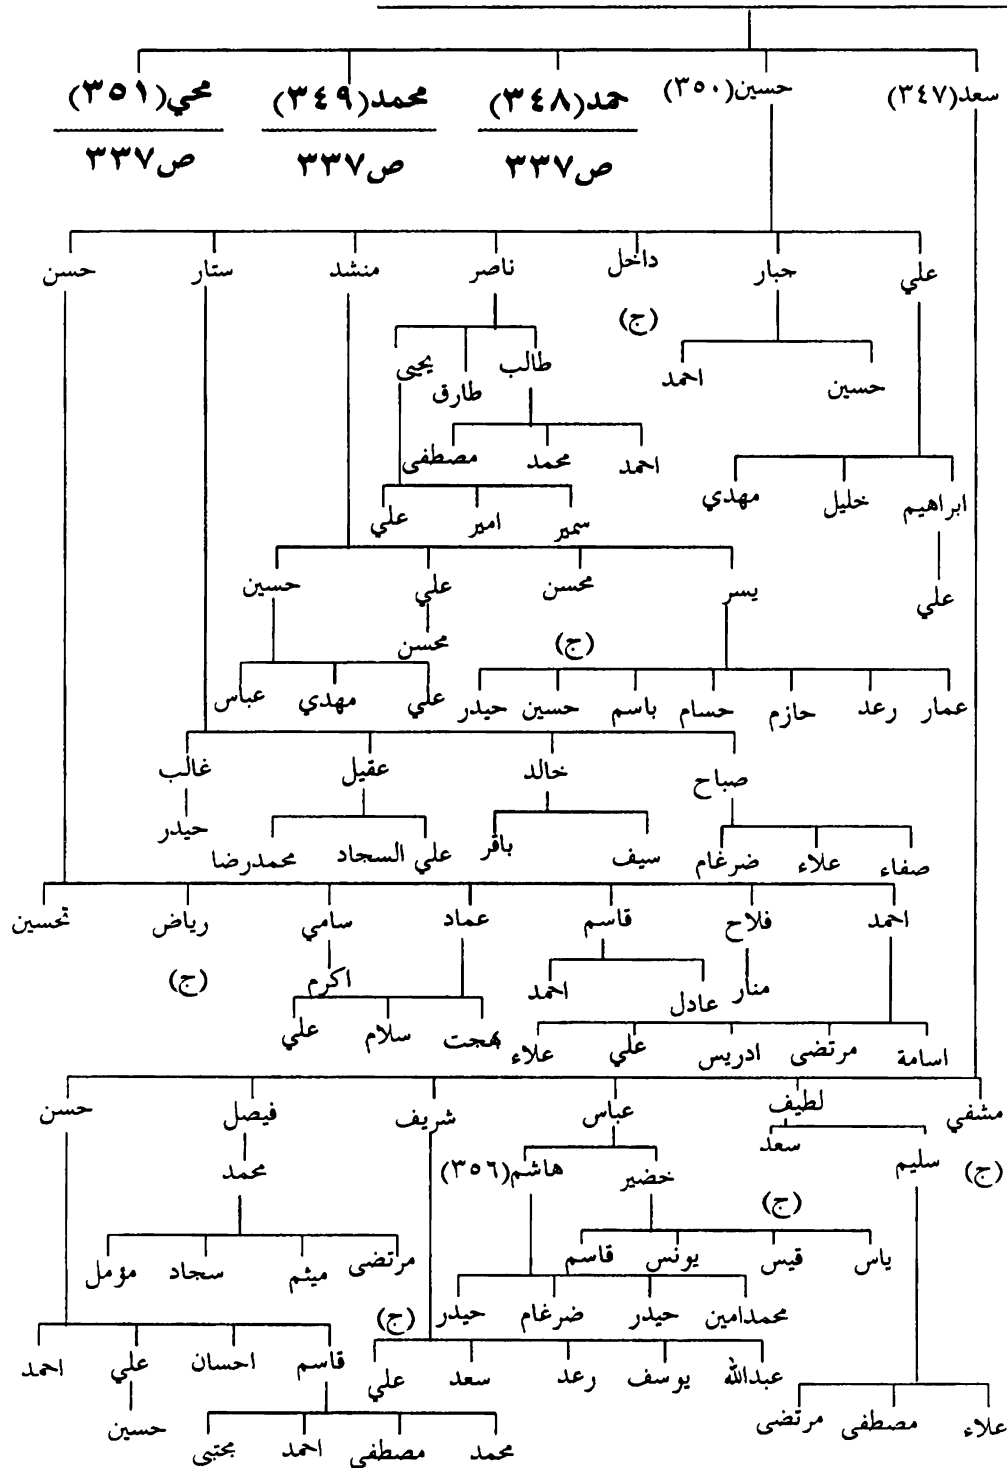 سعد(٣٤٧) حسين(٣٥٠) حمد(٣٤٨) محمد(٣٤٩) محي(٣٥١)
ص٣٣٧ ص٣٣٧ ص٣٣٧
علي جبار داخل ناصر منشد ستار حسن
(ج)
حسين احمد طالب طارق يحيى
احمد محمد مصطفى
ابراهيم خليل مهدي
سمير امير علي
علي
يسر محسن علي حسين
(ج) محسن
عمار رعد حازم حسام باسم حسين حيدر علي مهدي عباس
صباح خالد عقيل غالب
صفاء علاء ضرغام سيف باقر علي السجاد محمدرضا حيدر
احمد فلاح قاسم عماد سامي رياض تحسين
منار عادل احمد اكرم (ج)
اسامة مرتضى ادريس علي علاء بهجت سلام علي
مشفي لطيف عباس شريف فيصل حسن
(ج) سليم سعد خضير هاشم(٣٥٦) محمد
(ج)
ياس قيس يونس قاسم مرتضى ميثم سجاد مؤمل
محمدامين حيدر ضرغام حيدر (ج)
علاء مصطفى مرتضى عبدالله يوسف رعد سعد علي قاسم احسان علي احمد
محمد مصطفى احمد مجتبى حسين